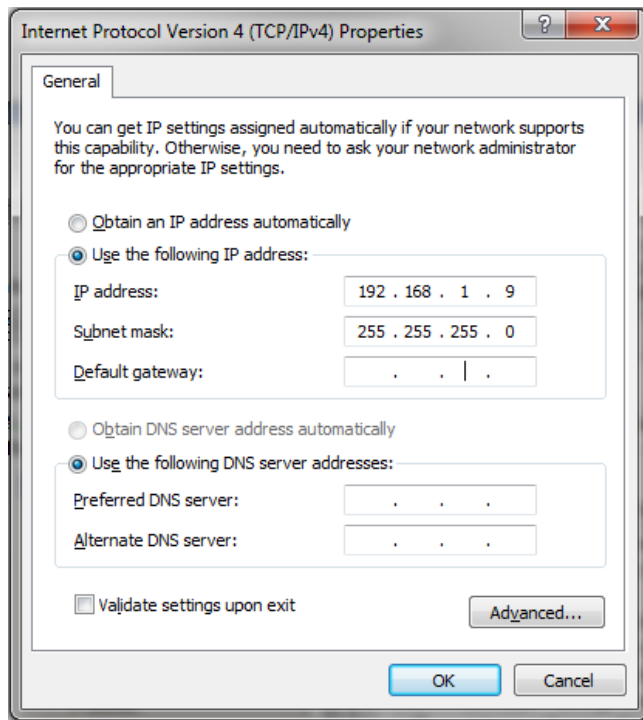 Internet Protocol Version 4 (TCP/IPv4) Properties
General
You can get IP settings assigned automatically if your network supports
this capability. Otherwise, you need to ask your network administrator
for the appropriate IP settings.
Obtain an IP address automatically
Use the following IP address:
IP address: 192 . 168 . 1 . 9
Subnet mask: 255 . 255 . 255 . 0
Default gateway: . . .
Obtain DNS server address automatically
Use the following DNS server addresses:
Preferred DNS server: . . .
Alternate DNS server: . . .
Validate settings upon exit
Advanced...
OK Cancel